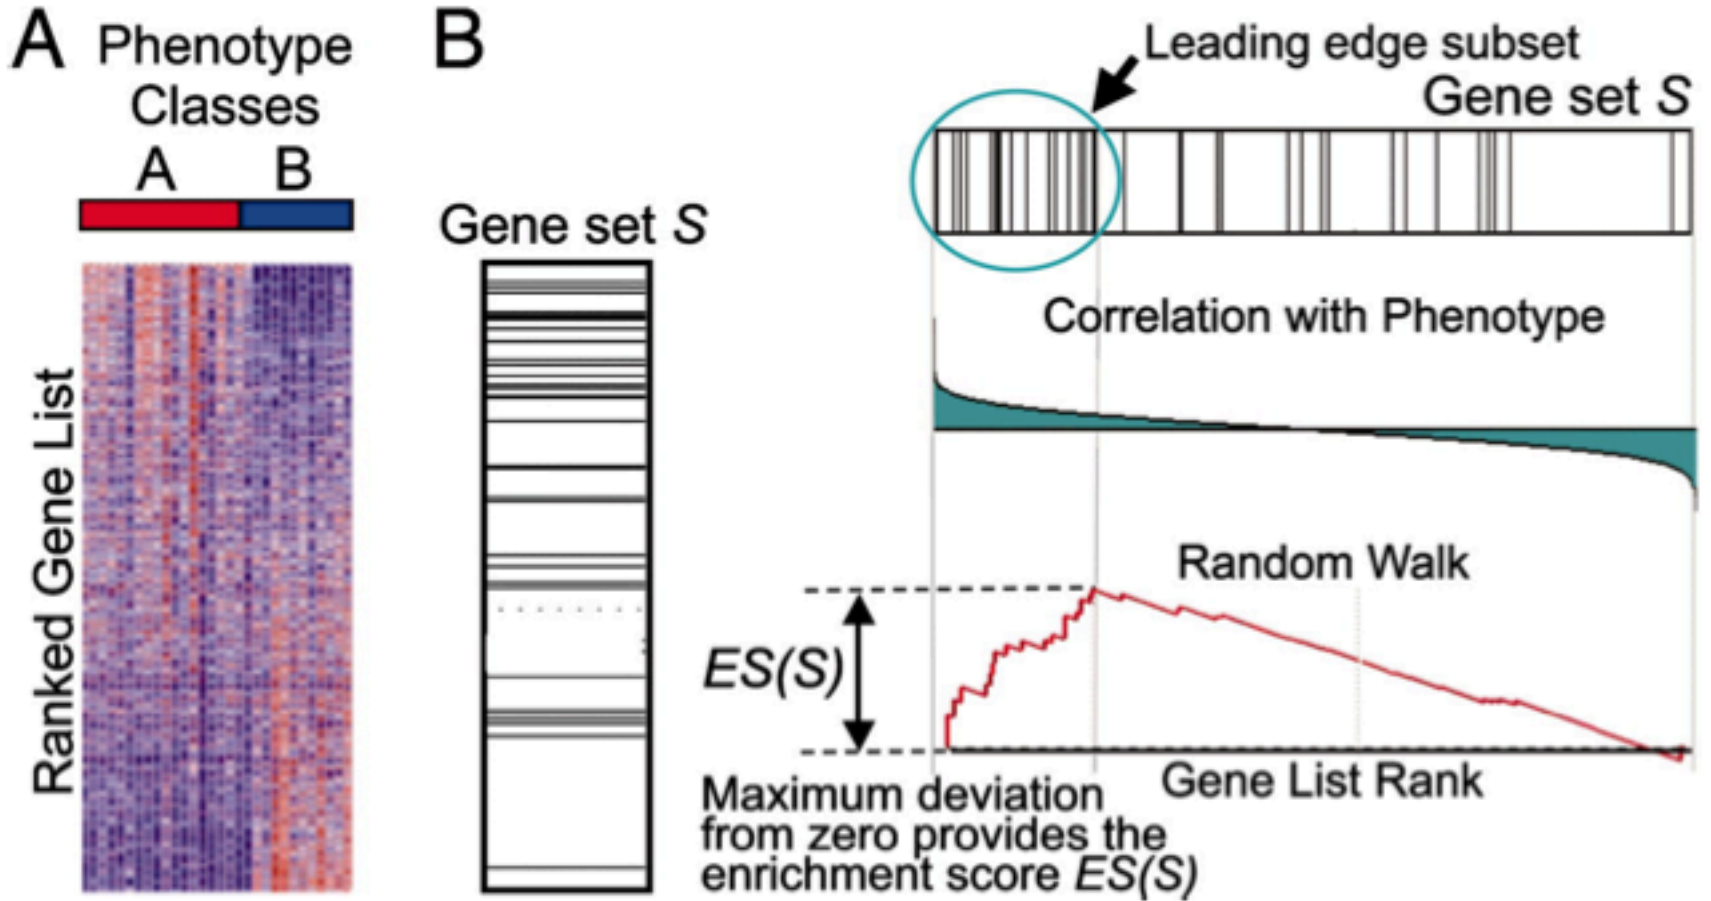 A
Phenotype
Classes
A B
Ranked Gene List
B
Gene set S
Leading edge subset
Gene set S
Correlation with Phenotype
Random Walk
ES(S)
Gene List Rank
Maximum deviation
from zero provides the
enrichment score ES(S)